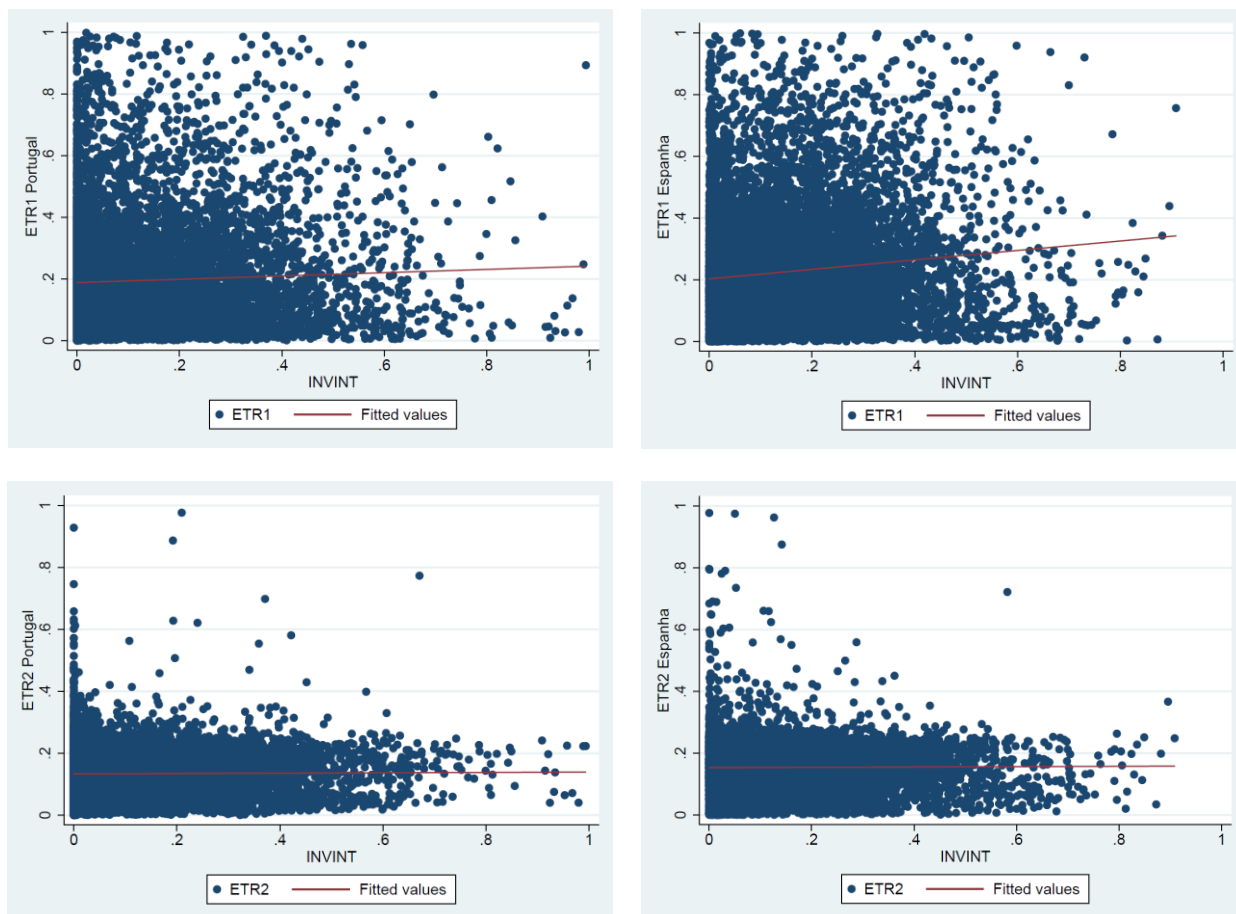 ETR1 Portugal
1
.8
.6
.4
.2
0
0 .2 .4 .6 .8 1
INVINT
ETR1 Fitted values
ETR1 Espanha
1
.8
.6
.4
.2
0
0 .2 .4 .6 .8 1
INVINT
ETR1 Fitted values
ETR2 Portugal
1
.8
.6
.4
.2
0
0 .2 .4 .6 .8 1
INVINT
ETR2 Fitted values
ETR2 Espanha
1
.8
.6
.4
.2
0
0 .2 .4 .6 .8 1
INVINT
ETR2 Fitted values